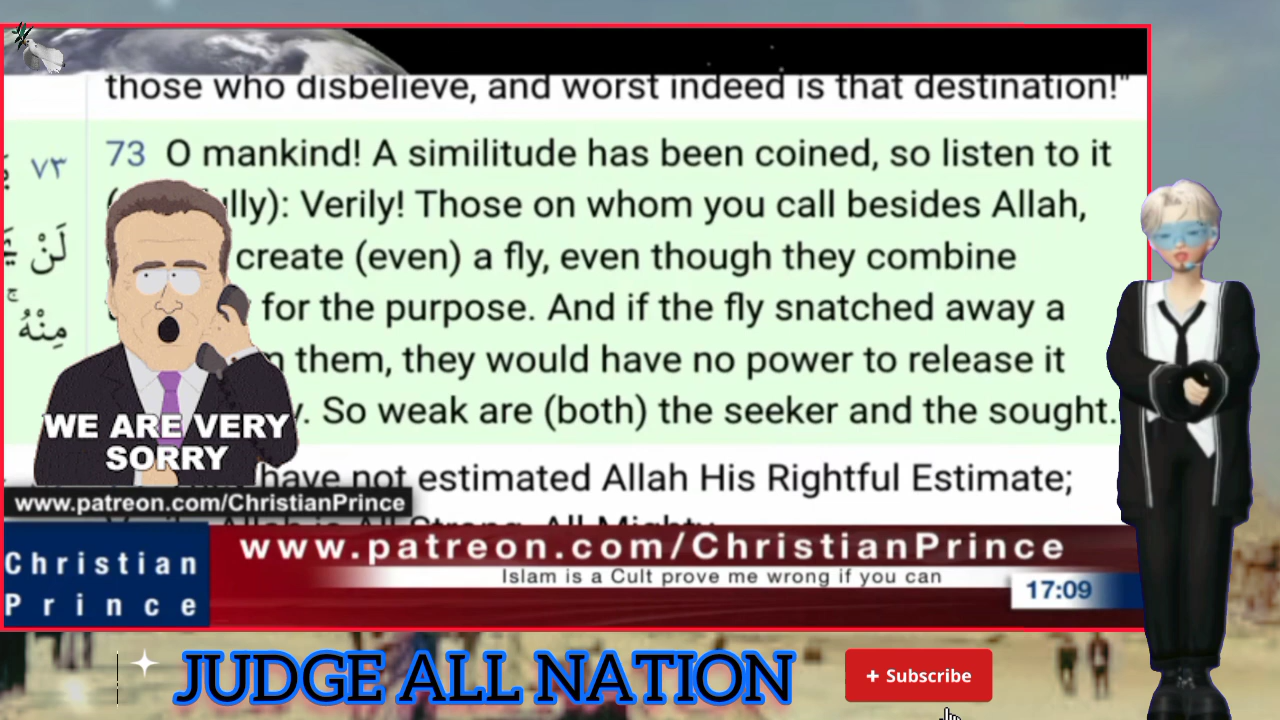 those who disbelieve, and worst indeed is that destination!"
73 O mankind! A similitude has been coined, so listen to it
٧٣
lly): Verily! Those on whom you call besides Allah,
لَنْ
create (even) a fly, even though they combine
for the purpose. And if the fly snatched away a
مِنْهُ
them, they would have no power to release it
So weak are (both) the seeker and the sought.
WE ARE VERY
SORRY
have not estimated Allah His Rightful Estimate;
www.patreon.com/ChristianPrince
Christian
Prince
www.patreon.com/ChristianPrince
Islam is a Cult prove me wrong if you can
17:09
JUDGE ALL NATION
+ Subscribe